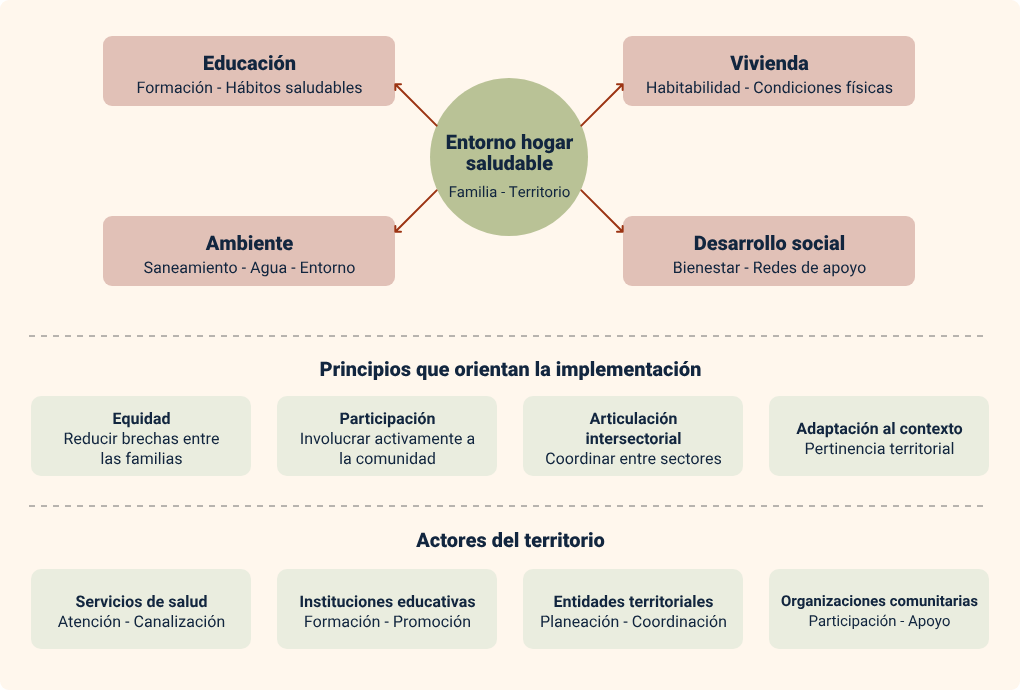 Educación
Formación - Hábitos saludables
Vivienda
Habitabilidad - Condiciones físicas
Entorno hogar
saludable
Familia - Territorio
Ambiente
Saneamiento - Agua - Entorno
Desarrollo social
Bienestar - Redes de apoyo
Principios que orientan la implementación
Equidad
Reducir brechas entre
las familias
Participación
Involucrar activamente a
la comunidad
Articulación
intersectorial
Coordinar entre sectores
Adaptación al contexto
Pertinencia territorial
Actores del territorio
Servicios de salud
Atención - Canalización
Instituciones educativas
Formación - Promoción
Entidades territoriales
Planeación - Coordinación
Organizaciones comunitarias
Participación - Apoyo